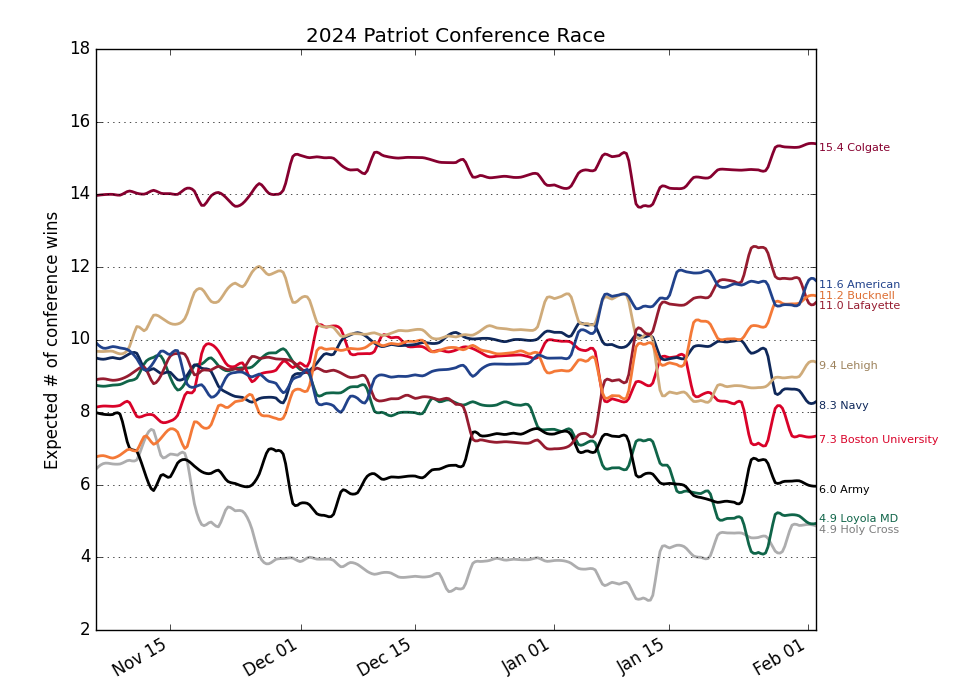 2024 Patriot Conference Race
Expected # of conference wins
18
16
14
12
10
8
6
4
2
15.4 Colgate
11.6 American
11.2 Bucknell
11.0 Lafayette
9.4 Lehigh
8.3 Navy
7.3 Boston University
6.0 Army
4.9 Loyola MD
4.9 Holy Cross
Nov 15
Dec 01
Dec 15
Jan 01
Jan 15
Feb 01